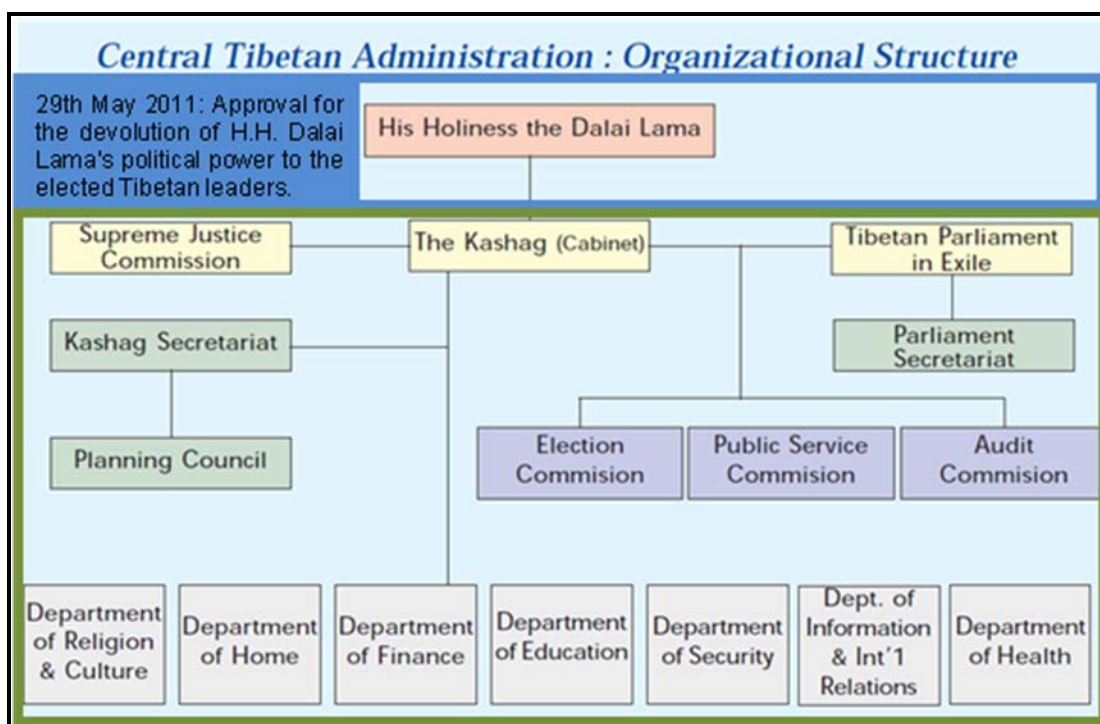 Central Tibetan Administration : Organizational Structure
29th May 2011: Approval for
the devolution of H.H. Dalai
Lama's political power to the
elected Tibetan leaders.
His Holiness the Dalai Lama
Supreme Justice
Commission
The Kashag (Cabinet)
Tibetan Parliament
in Exile
Kashag Secretariat
Parliament
Secretariat
Planning Council
Election
Commision
Public Service
Commision
Audit
Commision
Department
of Religion
& Culture
Department
of Home
Department
of Finance
Department
of Education
Department
of Security
Dept. of
Information
& Int'1
Relations
Department
of Health